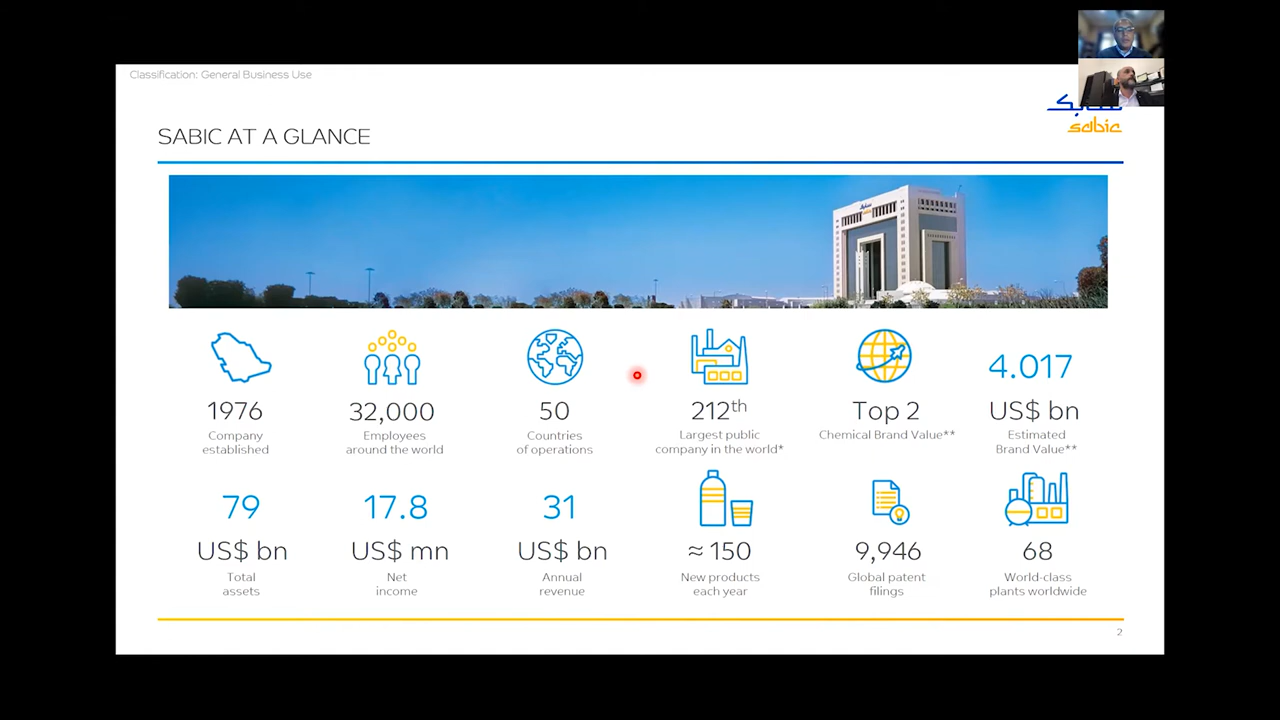 Classification: General Business Use
sabic
SABIC AT A GLANCE
1976
Company
established
32,000
Employees
around the world
50
Countries
of operations
212th
Largest public
company in the world*
Top 2
Chemical Brand Value**
4.017
US$ bn
Estimated
Brand Value**
79
US$ bn
Total
assets
17.8
US$ mn
Net
income
31
US$ bn
Annual
revenue
≈ 150
New products
each year
9,946
Global patent
filings
68
World-class
plants worldwide
2